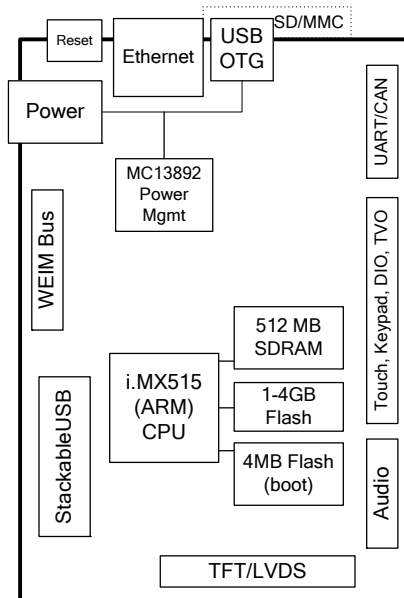 SD/MMC
Reset
Ethernet
USB
OTG
Power
UART/CAN
MC13892
Power
Mgmt
WEIM Bus
Touch, Keypad, DIO, TVO
512 MB
SDRAM
i.MX515
(ARM)
CPU
1-4GB
Flash
StackableUSB
4MB Flash
(boot)
Audio
TFT/LVDS